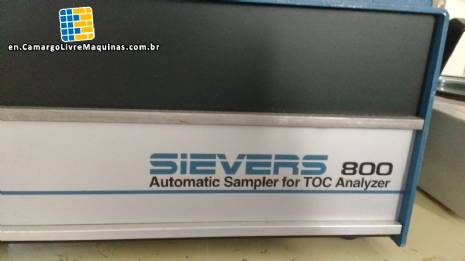 en.CamargoLivreMaquinas.com.br
SIEVERS 800
Automatic Sampler for TOC Analyzer